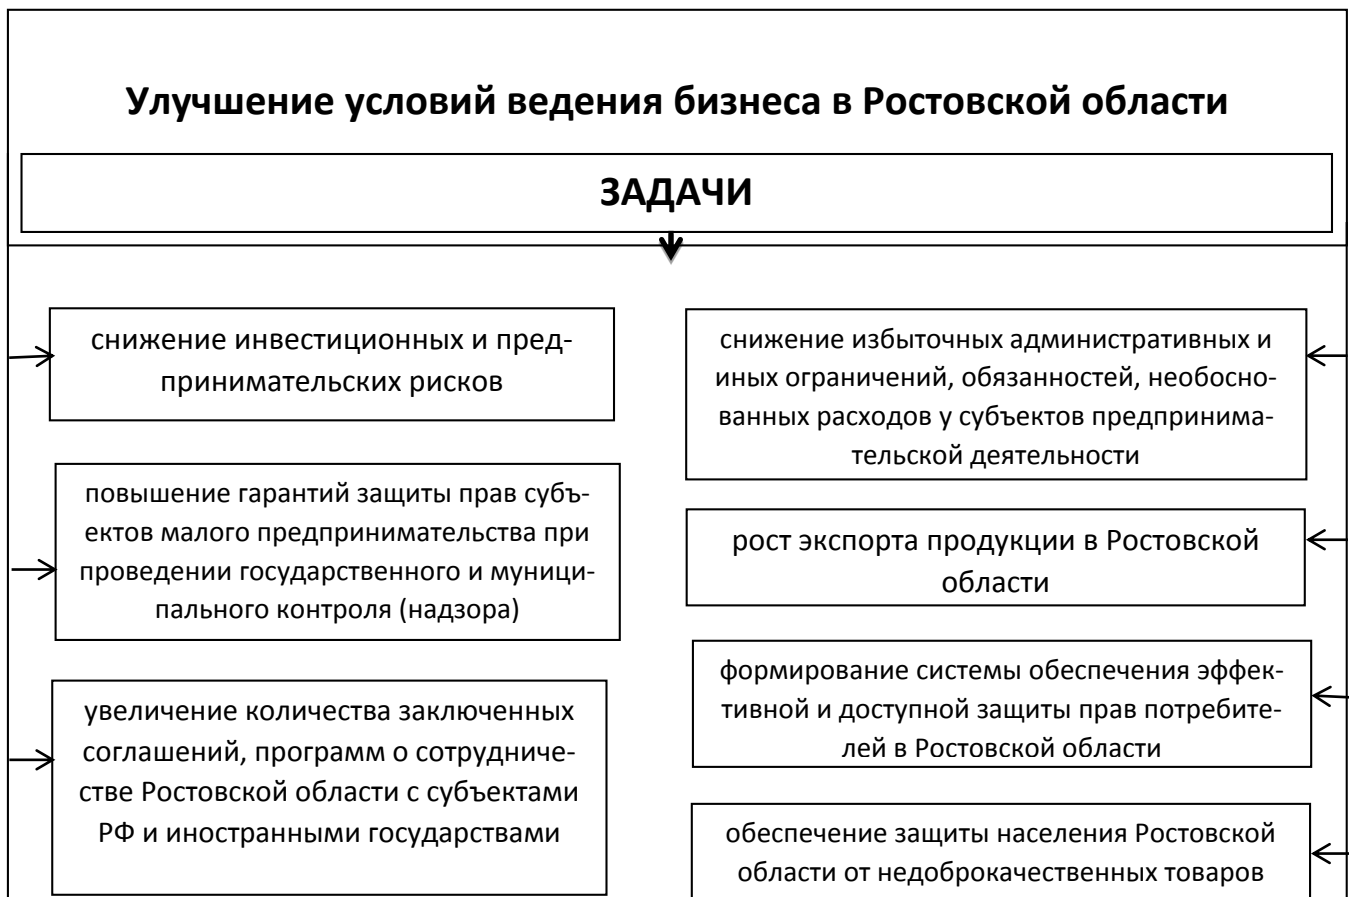 Улучшение условий ведения бизнеса в Ростовской области
ЗАДАЧИ
снижение инвестиционных и пред-
принимательских рисков
повышение гарантий защиты прав субъ-
ектов малого предпринимательства при
проведении государственного и муници-
пального контроля (надзора)
увеличение количества заключенных
соглашений, программ о сотрудниче-
стве Ростовской области с субъектами
РФ и иностранными государствами
снижение избыточных административных и
иных ограничений, обязанностей, необосно-
ванных расходов у субъектов предпринима-
тельской деятельности
рост экспорта продукции в Ростовской
области
формирование системы обеспечения эффек-
тивной и доступной защиты прав потребите-
лей в Ростовской области
обеспечение защиты населения Ростовской
области от недоброкачественных товаров